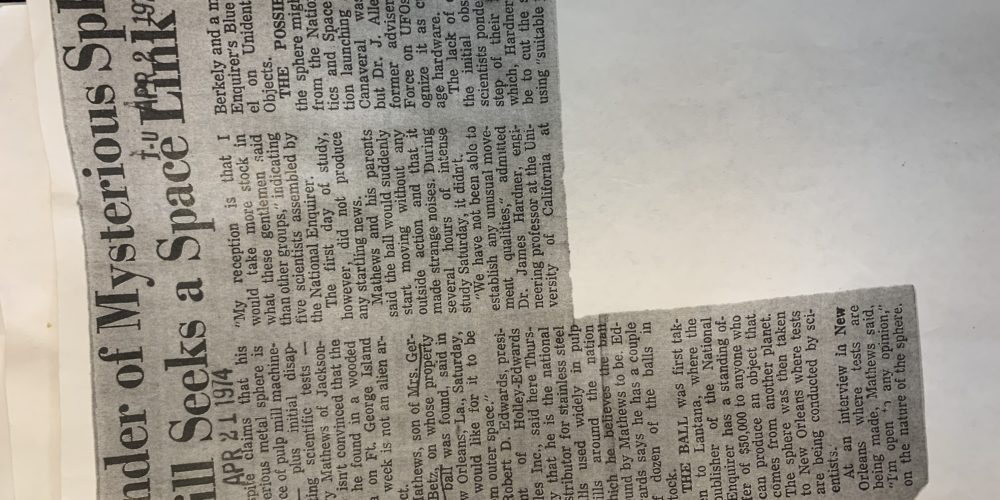 nder of Mysterious Sp
ill Seeks a Space Link
T-U APR 21 197
APR 21 1974
spite claims that his
erious metal sphere is
ce of pulp mill machine-
— plus initial disap-
ting scientific tests —
y Mathews of Jackson-
isn't convinced that the
he found in a wooded
a on Ft. George Island
week is not an alien ar-
ct.
Mathews, son of Mrs. Ger-
Betz, on whose property
ball was found, said in
w Orleans, La., Saturday,
would like for it to be
m outer space."
Robert D. Edwards, presi-
nt of Holley-Edwards
les Inc., said here Thurs-
y that he is the national
stributor for stainless steel
lls used widely in pulp
ills around the nation
hich he believes the ball
und by Mathews to be. Ed-
ards says he has a couple
f dozen of the balls in
tock.
THE BALL was first tak-
en to Lantana, where the
publisher of the National
Enquirer has a standing of-
fer of $50,000 to anyone who
can produce an object that
comes from another planet.
The sphere was then taken
to New Orleans where tests
are being conducted by sci-
entists.
At an interview in New
Orleans where tests are
being made, Mathews said,
"I'm open to any opinion,"
on the nature of the sphere.
"My reception is that I
would take more stock in
what these gentlemen said
than other groups," indicating
five scientists assembled by
the National Enquirer.
The first day of study,
however, did not produce
any startling news.
Mathews and his parents
said the ball would suddenly
start moving without any
outside action and that it
made strange noises. During
several hours of intense
study Saturday, it didn't.
"We have not been able to
establish any unusual move-
ment qualities," admitted
Dr. James Hardner, engi-
neering professor at the Uni-
versity of California at
Berkely and a m
Enquirer's Blue
el on Unident
Objects.
THE POSSIB
the sphere migh
from the Natio
tics and Space
tion launching
Canaveral was
but Dr. J. Alle
former adviser
Force on UFOs
ognize it as c
age hardware.
The lack of
the initial obs
scientists ponde
step of their
which, Hardner
be to cut the s
using "suitable